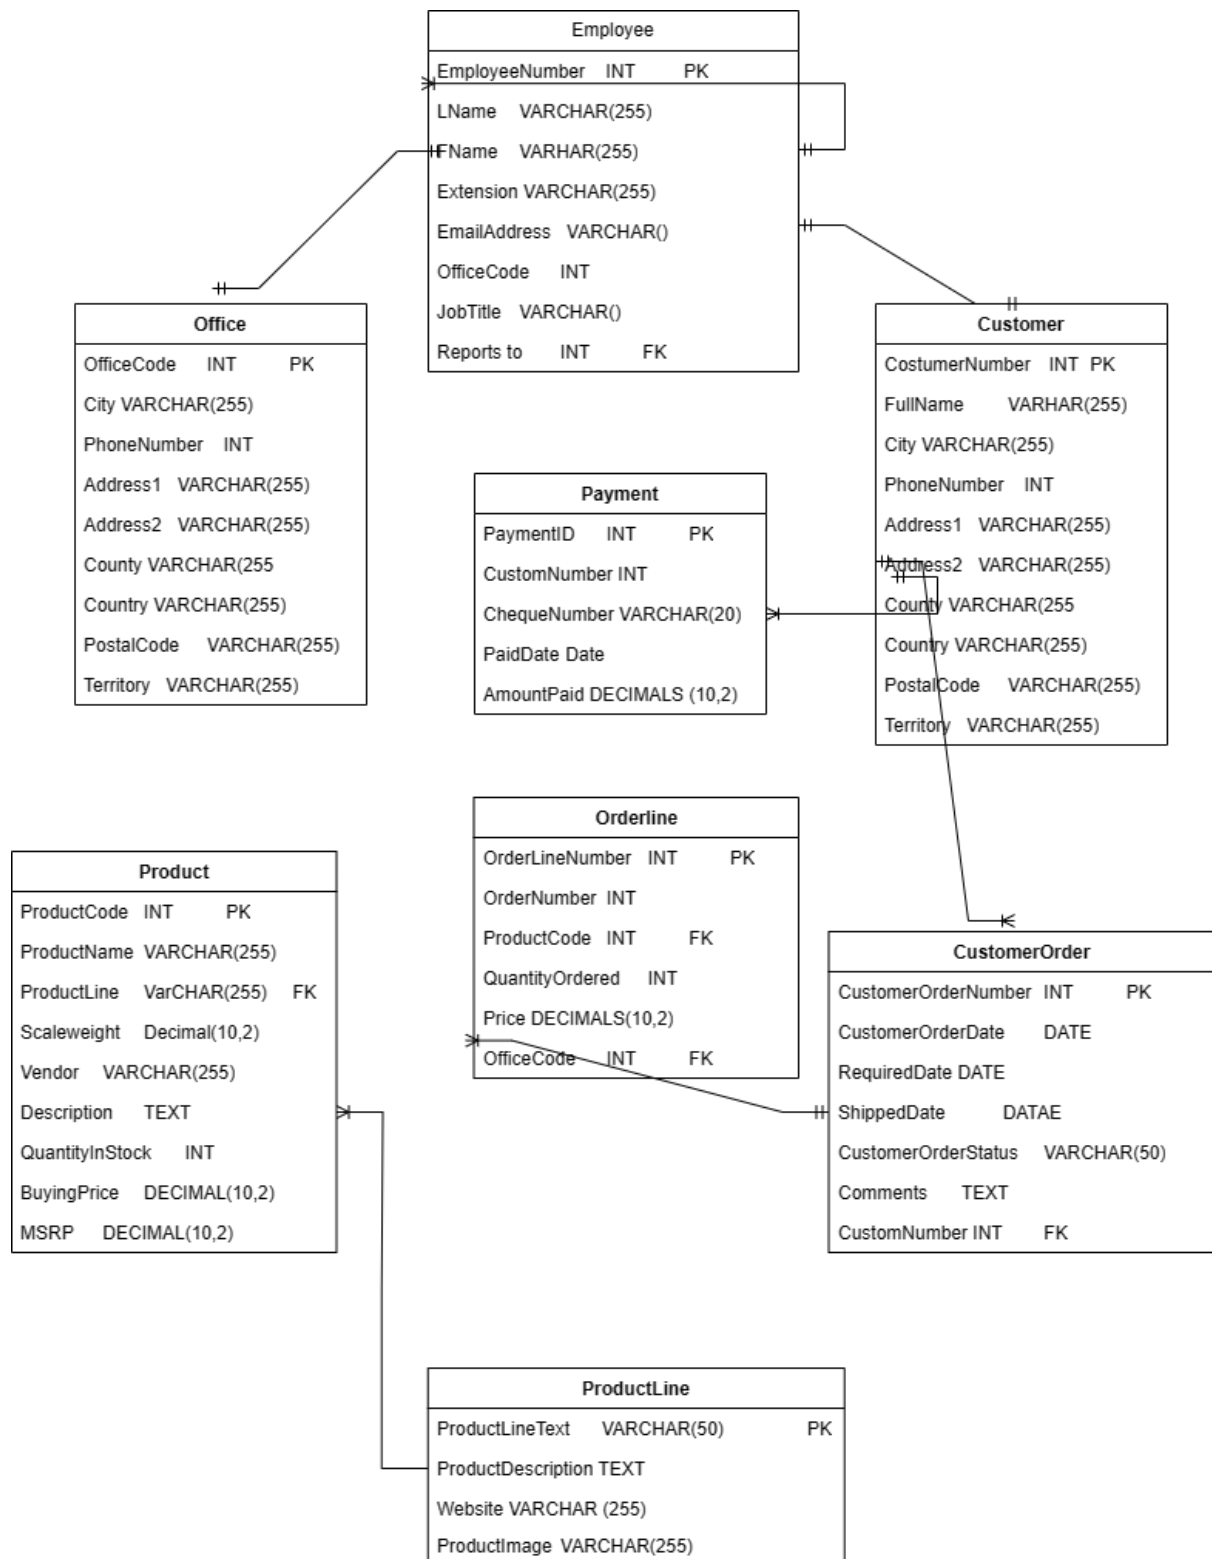 Employee
EmployeeNumber INT PK
LName VARCHAR(255)
FName VARHAR(255)
Extension VARCHAR(255)
EmailAddress VARCHAR()
OfficeCode INT
JobTitle VARCHAR()
Reports to INT FK
Office
OfficeCode INT PK
City VARCHAR(255)
PhoneNumber INT
Address1 VARCHAR(255)
Address2 VARCHAR(255)
County VARCHAR(255
Country VARCHAR(255)
PostalCode VARCHAR(255)
Territory VARCHAR(255)
Customer
CostumerNumber INT PK
FullName VARHAR(255)
City VARCHAR(255)
PhoneNumber INT
Address1 VARCHAR(255)
Address2 VARCHAR(255)
County VARCHAR(255
Country VARCHAR(255)
PostalCode VARCHAR(255)
Territory VARCHAR(255)
Payment
PaymentID INT PK
CustomNumber INT
ChequeNumber VARCHAR(20)
PaidDate Date
AmountPaid DECIMALS (10,2)
Orderline
OrderLineNumber INT PK
OrderNumber INT
ProductCode INT FK
QuantityOrdered INT
Price DECIMALS(10,2)
OfficeCode INT FK
Product
ProductCode INT PK
ProductName VARCHAR(255)
ProductLine VarCHAR(255) FK
Scaleweight Decimal(10,2)
Vendor VARCHAR(255)
Description TEXT
QuantityInStock INT
BuyingPrice DECIMAL(10,2)
MSRP DECIMAL(10,2)
CustomerOrder
CustomerOrderNumber INT PK
CustomerOrderDate DATE
RequiredDate DATE
ShippedDate DATAE
CustomerOrderStatus VARCHAR(50)
Comments TEXT
CustomNumber INT FK
ProductLine
ProductLineText VARCHAR(50) PK
ProductDescription TEXT
Website VARCHAR (255)
ProductImage VARCHAR(255)